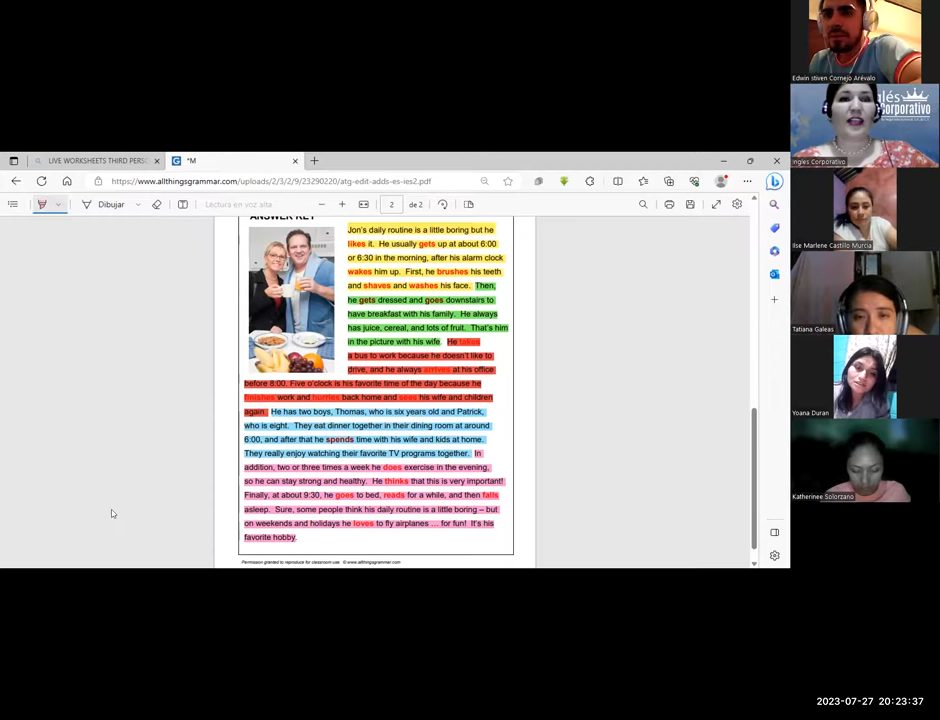 Edwin stiven Cornejo Arévalo
glés
Corporativo
Ingles Corporativo
LIVE WORKSHEETS THIRD PERS
*M
https://www.allthingsgrammar.com/uploads/2/3/2/9/23290220/atg-edit-adds-es-ies2.pdf
Dibujar
Lectura en voz alta
2
de 2
Ilse Marlene Castillo Murcia
Tatiana Galeas
Yoana Duran
Katherinee Solorzano
ANSWER KEY
Jon's daily routine is a little boring but he
likes it. He usually gets up at about 6:00
or 6:30 in the morning, after his alarm clock
wakes him up. First, he brushes his teeth
and shaves and washes his face. Then,
he gets dressed and goes downstairs to
have breakfast with his family. He always
has juice, cereal, and lots of fruit. That's him
in the picture with his wife. He takes
a bus to work because he doesn't like to
drive, and he always arrives at his office
before 8:00. Five o'clock is his favorite time of the day because he
finishes work and hurries back home and sees his wife and children
again. He has two boys, Thomas, who is six years old and Patrick,
who is eight. They eat dinner together in their dining room at around
6:00, and after that he spends time with his wife and kids at home.
They really enjoy watching their favorite TV programs together. In
addition, two or three times a week he does exercise in the evening,
so he can stay strong and healthy. He thinks that this is very important!
Finally, at about 9:30, he goes to bed, reads for a while, and then falls
asleep. Sure, some people think his daily routine is a little boring – but
on weekends and holidays he loves to fly airplanes … for fun! It's his
favorite hobby.
Permission granted to reproduce for classroom use. © www.allthingsgrammar.com
2023-07-27 20:23:37